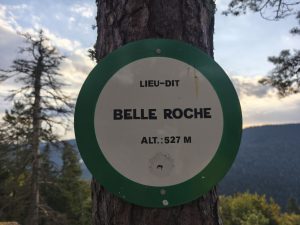 LIEU-DIT
BELLE ROCHE
ALT.: 527 M